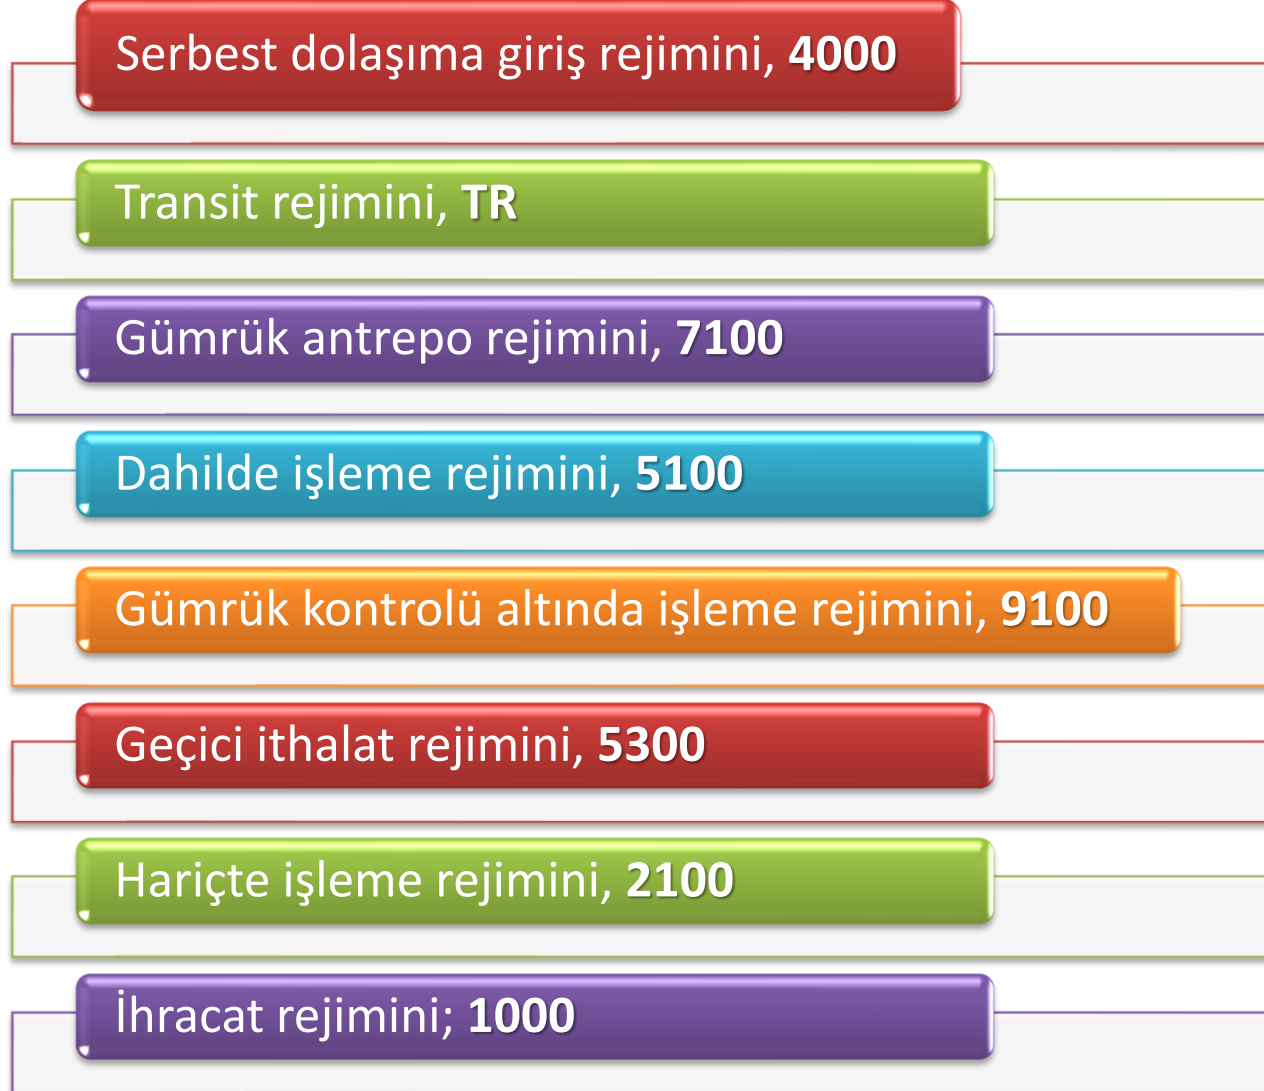 Serbest dolaşıma giriş rejimini, 4000
Transit rejimini, TR
Gümrük antrepo rejimini, 7100
Dahilde işleme rejimini, 5100
Gümrük kontrolü altında işleme rejimini, 9100
Geçici ithalat rejimini, 5300
Hariçte işleme rejimini, 2100
İhracat rejimini; 1000